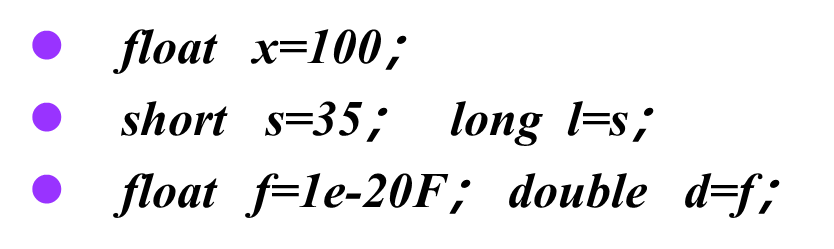 ● float x=100;
● short s=35; long l=s;
● float f=1e-20F; double d=f;